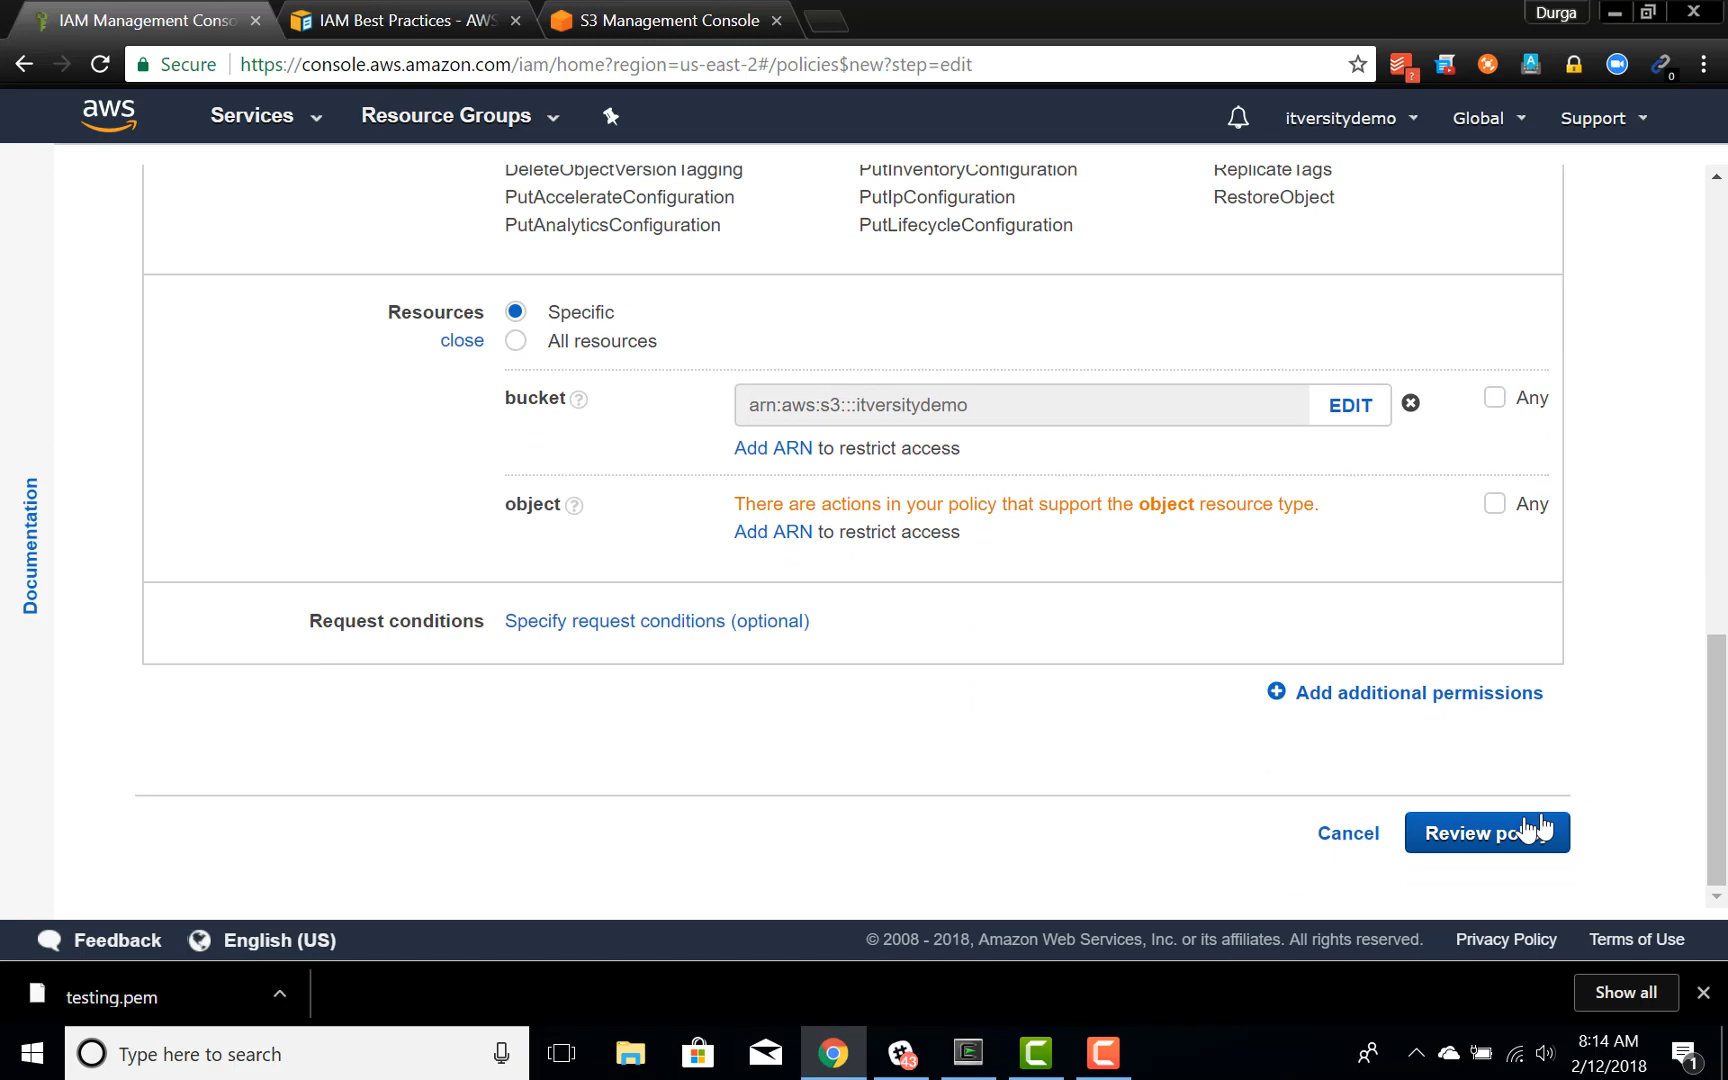 IAM Management Conso
IAM Best Practices - AWS
S3 Management Console
Durga
Secure
https://console.aws.amazon.com/iam/home?region=us-east-2#/policies$new?step=edit
?
0
aws
Services
Resource Groups
itversitydemo
Global
Support
DeleteObjectVersionTagging
PutInventoryConfiguration
ReplicateTags
PutAccelerateConfiguration
PutIpConfiguration
RestoreObject
PutAnalyticsConfiguration
PutLifecycleConfiguration
Resources
Specific
close
All resources
bucket ?
arn:aws:s3:::itversitydemo
EDIT
Any
Add ARN to restrict access
object ?
There are actions in your policy that support the object resource type.
Any
Add ARN to restrict access
Documentation
Request conditions
Specify request conditions (optional)
Add additional permissions
Cancel
Review
Feedback
English (US)
© 2008 - 2018, Amazon Web Services, Inc. or its affiliates. All rights reserved.
Privacy Policy
Terms of Use
testing.pem
Show all
Type here to search
43
8:14 AM
2/12/2018
1